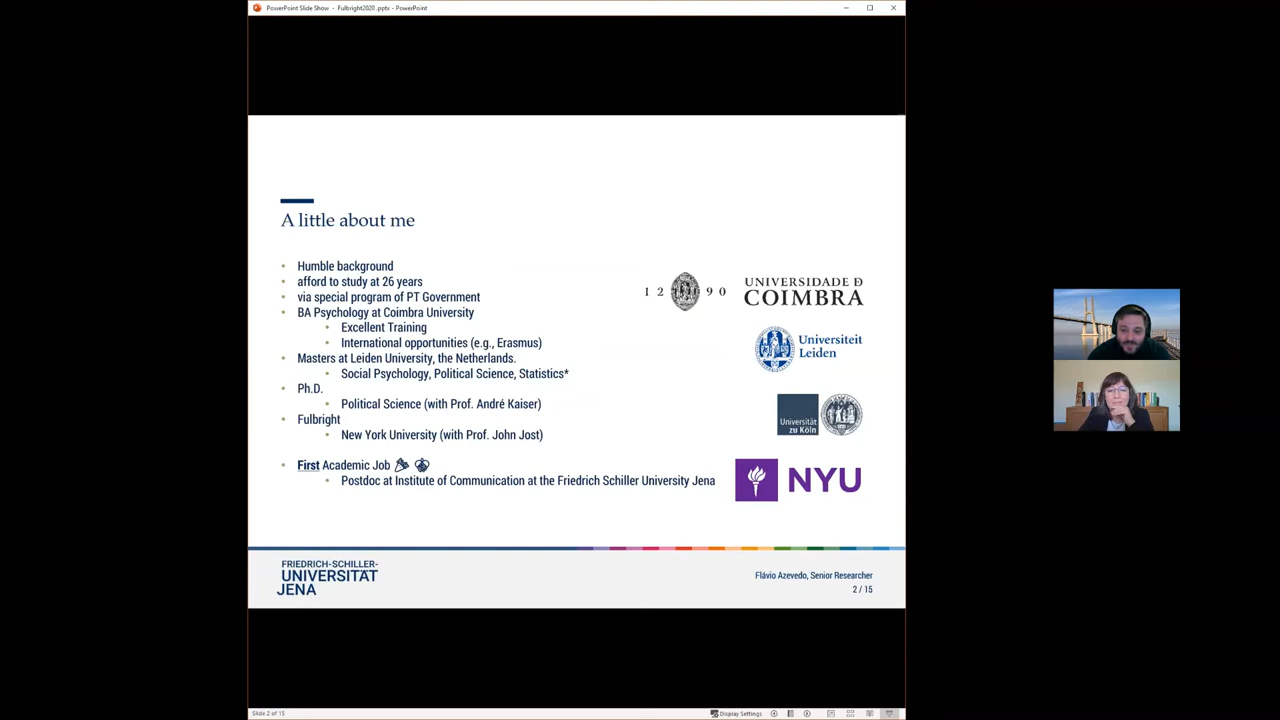 PowerPoint Slide Show - Fulbright2020 .pptx - PowerPoint
A little about me
Humble background
afford to study at 26 years
via special program of PT Government
BA Psychology at Coimbra University
Excellent Training
International opportunities (e.g., Erasmus)
Masters at Leiden University, the Netherlands.
Social Psychology, Political Science, Statistics*
Ph.D.
Political Science (with Prof. André Kaiser)
Fulbright
New York University (with Prof. John Jost)
First Academic Job
Postdoc at Institute of Communication at the Friedrich Schiller University Jena
12 90
UNIVERSIDADE Ð
COIMBRA
Universiteit
Leiden
Universität
zu Köln
NYU
FRIEDRICH-SCHILLER-
UNIVERSITÄT
JENA
Flávio Azevedo, Senior Researcher
2 / 15
Slide 2 of 15
Display Settings